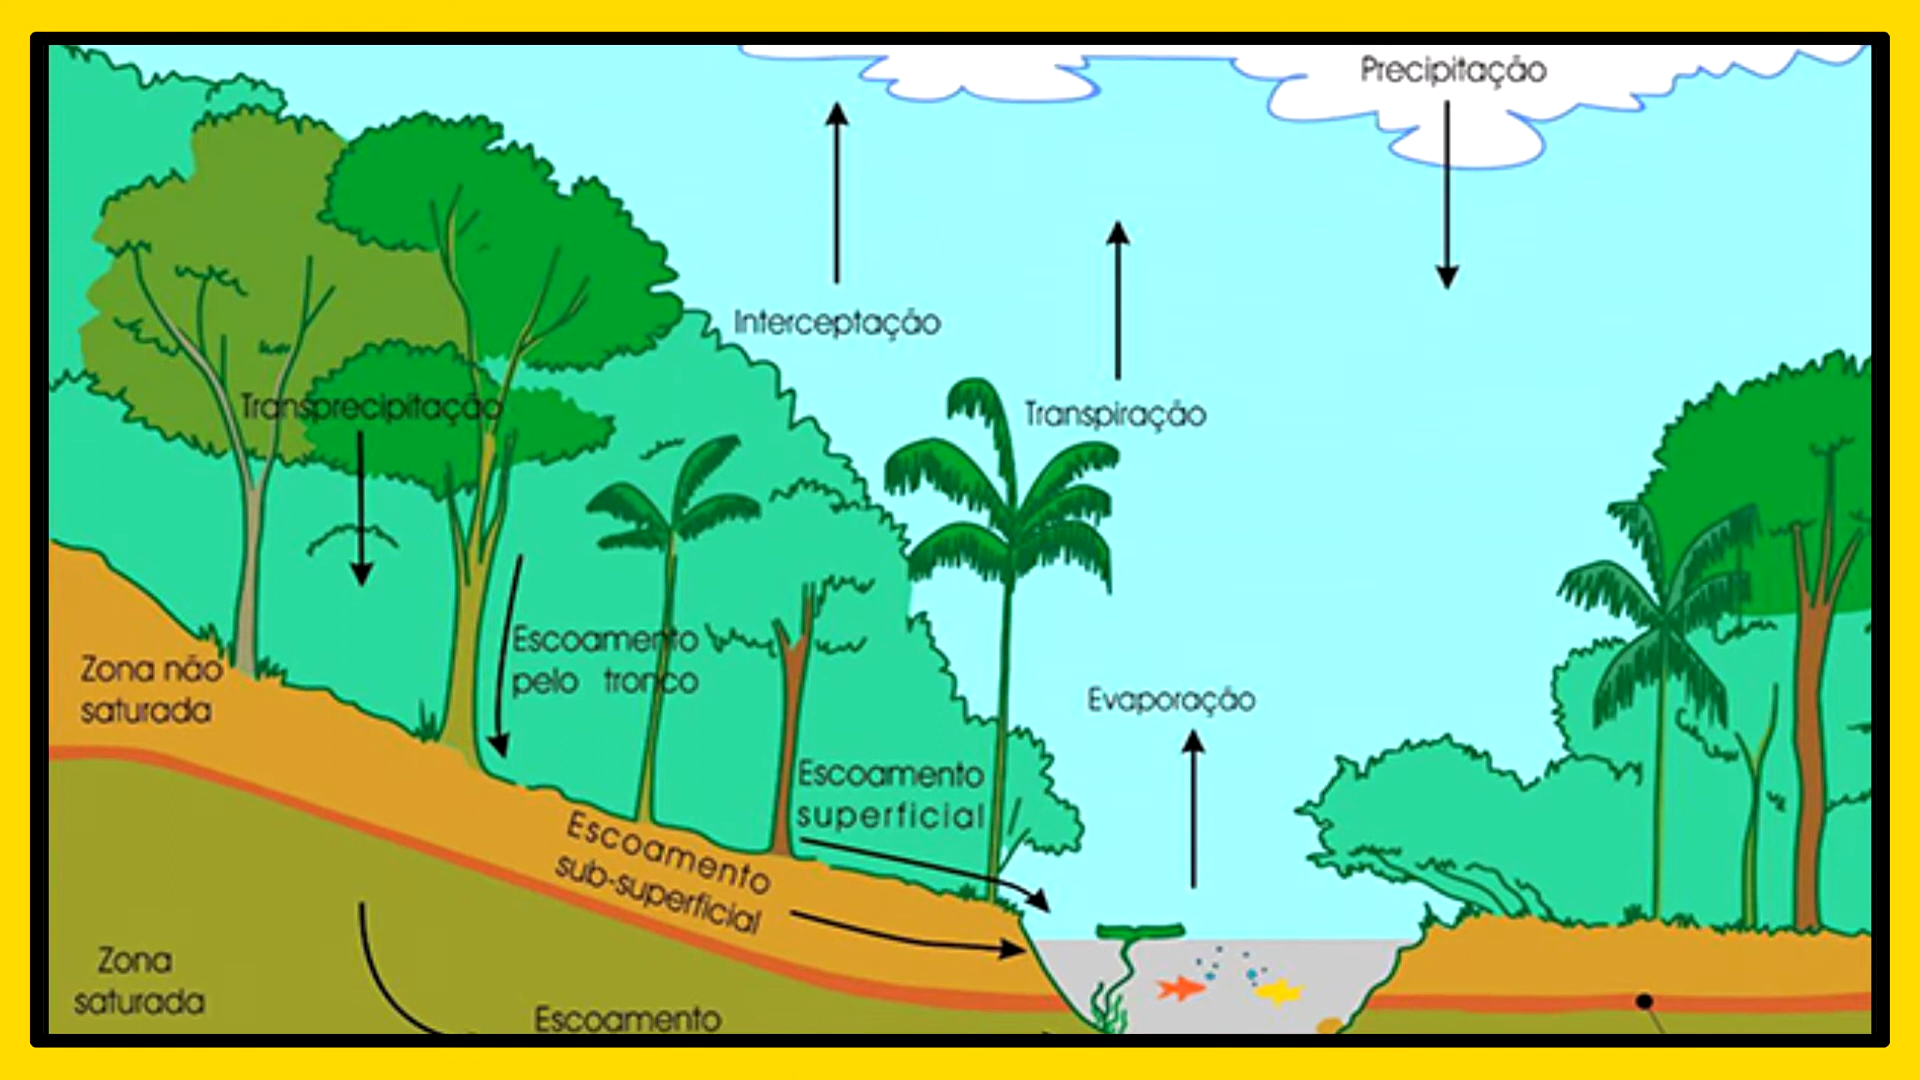 Precipitação
Interceptação
Transpiração
Transprecipitação
Escoamento
pelo tronco
Zona não
saturada
Evaporação
Escoamento
superficial
Escoamento
sub-superficial
Zona
saturada
Escoamento